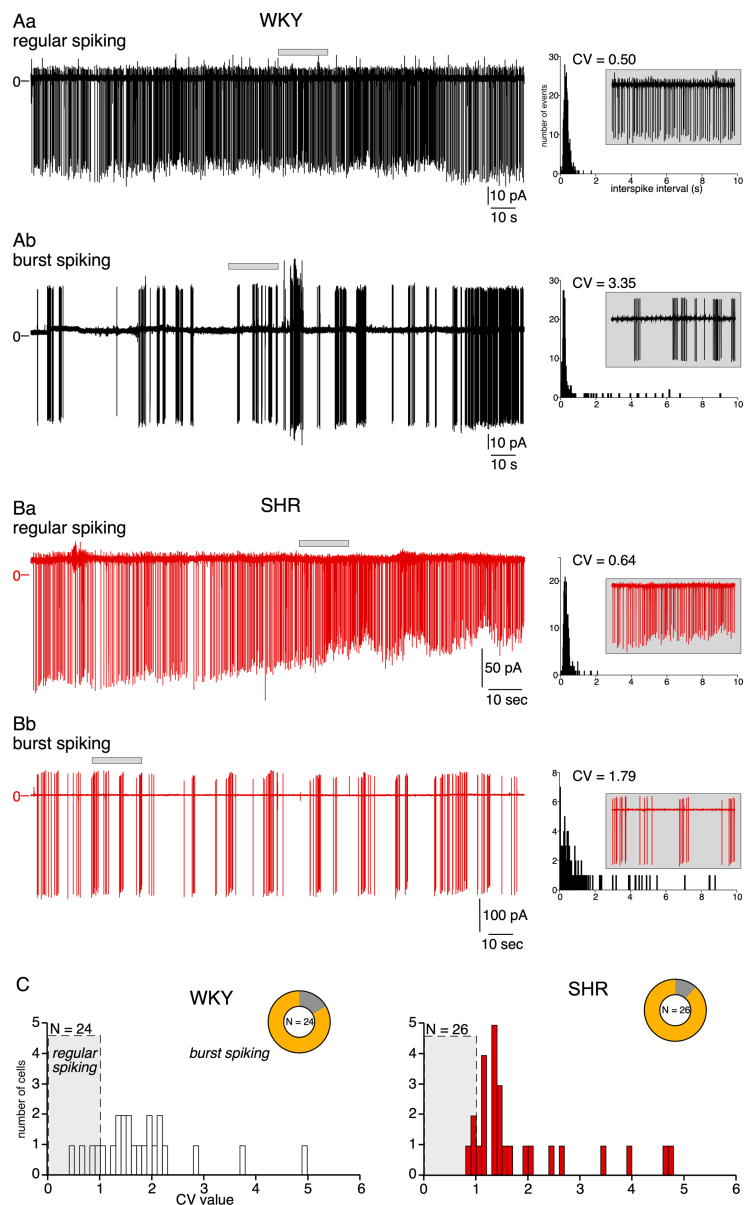 Aa
WKY
regular spiking
0
10 pA
10 s
CV = 0.50
number of events
30
20
10
0
0 2 4 6 8 10
interspike interval (s)
Ab
burst spiking
0
10 pA
10 s
CV = 3.35
30
20
10
0
0 2 4 6 8 10
Ba
SHR
regular spiking
0
50 pA
10 sec
CV = 0.64
20
10
0
0 2 4 6 8 10
Bb
burst spiking
0
100 pA
10 sec
CV = 1.79
8
6
4
2
0
0 2 4 6 8 10
C
WKY
N = 24
N = 24
regular
spiking
burst spiking
number of cells
5
4
3
2
1
0
0 1 2 3 4 5 6
CV value
SHR
N = 26
N = 26
5
4
3
2
1
0
0 1 2 3 4 5 6